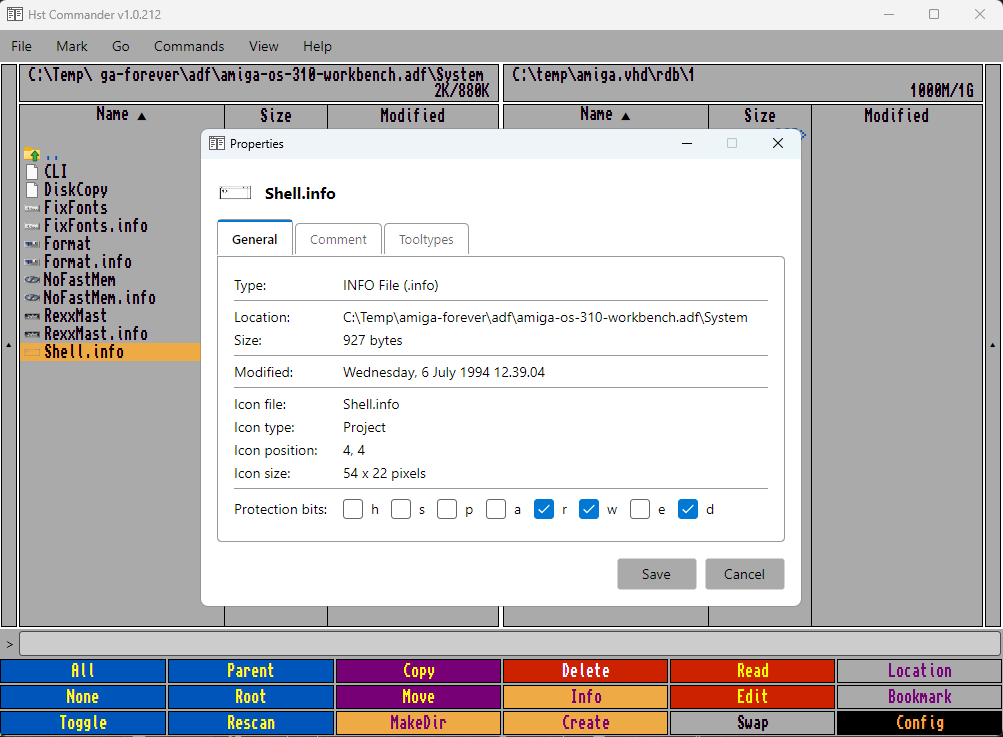 Hst Commander v1.0.212
File Mark Go Commands View Help
C:\Temp\ ga-forever\adf\amiga-os-310-workbench.adf\System
2K/880K
C:\temp\amiga.vhd\rdb\1
1000M/1G
Name ▲ Size Modified
Name ▲ Size Modified
..
CLI
DiskCopy
FixFonts
FixFonts.info
Format
Format.info
NoFastMem
NoFastMem.info
RexxMast
RexxMast.info
Shell.info
Properties
Shell.info
General Comment Tooltypes
Type: INFO File (.info)
Location: C:\Temp\amiga-forever\adf\amiga-os-310-workbench.adf\System
Size: 927 bytes
Modified: Wednesday, 6 July 1994 12.39.04
Icon file: Shell.info
Icon type: Project
Icon position: 4, 4
Icon size: 54 x 22 pixels
Protection bits: h s p a r w e d
Save Cancel
>
All Parent Copy Delete Read Location
None Root Move Info Edit Bookmark
Toggle Rescan MakeDir Create Swap Config